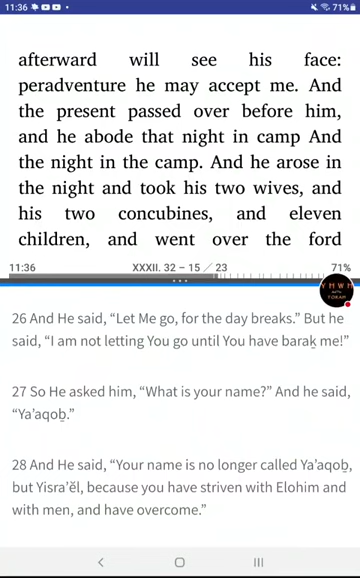 11:36
71%
afterward will see his face:
peradventure he may accept me. And
the present passed over before him,
and he abode that night in camp And
the night in the camp. And he arose in
the night and took his two wives, and
his two concubines, and eleven
children, and went over the ford
11:36 XXXII. 32 – 15 / 23 71%
YMWM
WITH
TORAH
26 And He said, “Let Me go, for the day breaks.” But he
said, “I am not letting You go until You have baraḵ me!”
27 So He asked him, “What is your name?” And he said,
“Ya’aqoḇ.”
28 And He said, “Your name is no longer called Ya’aqoḇ,
but Yisra’ĕl, because you have striven with Elohim and
with men, and have overcome.”